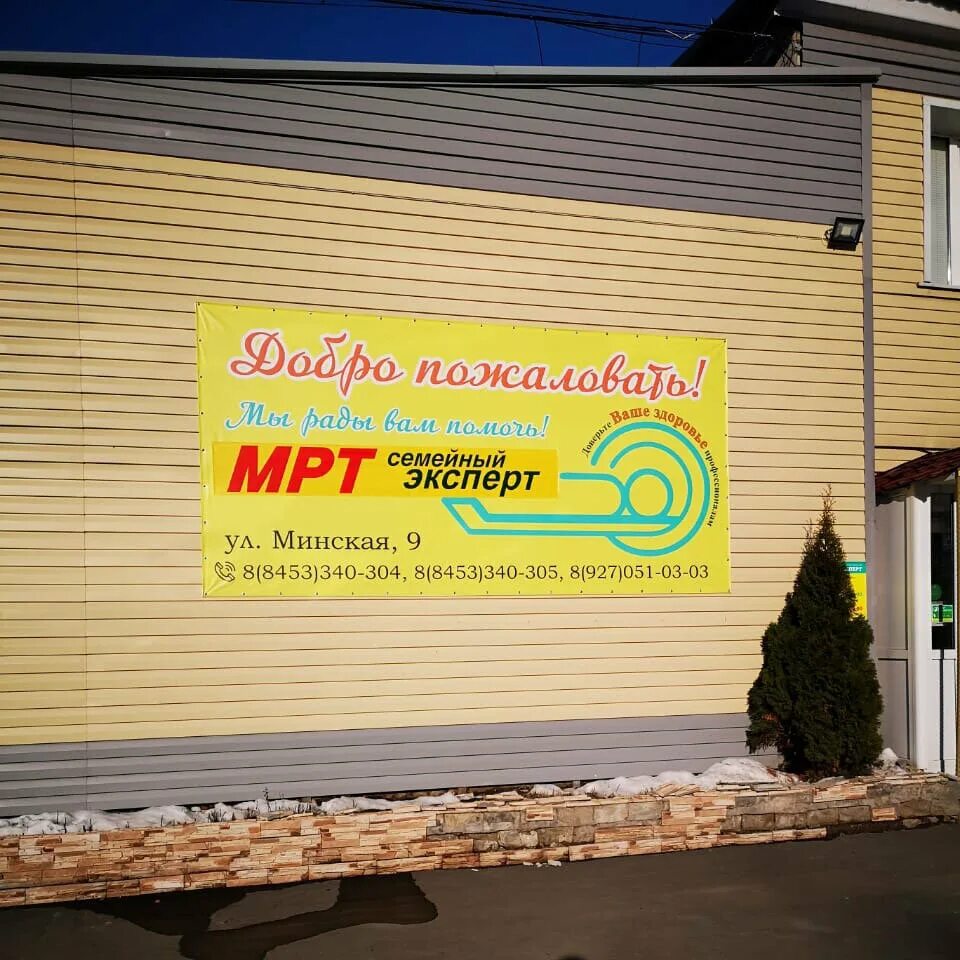 Добро пожаловать!
Мы рады вам помочь!
Доверьте Ваше здоровье профессионалам
МРТ семейный
эксперт
ул. Минская, 9
8(8453)340-304, 8(8453)340-305, 8(927)051-03-03